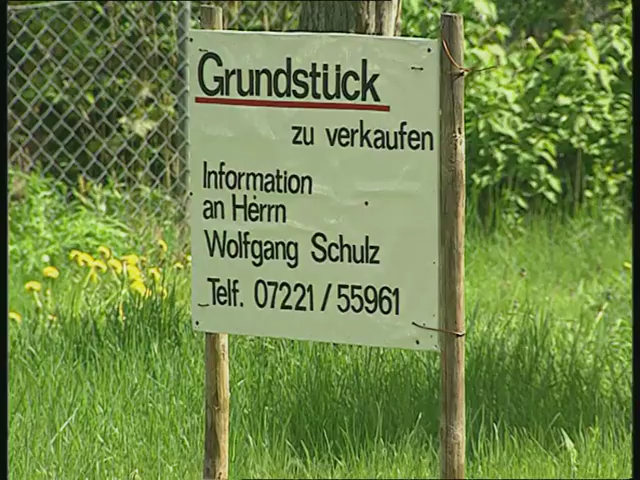 Grundstück
zu verkaufen
Information
an Herrn
Wolfgang Schulz
Telf. 07221 / 55961